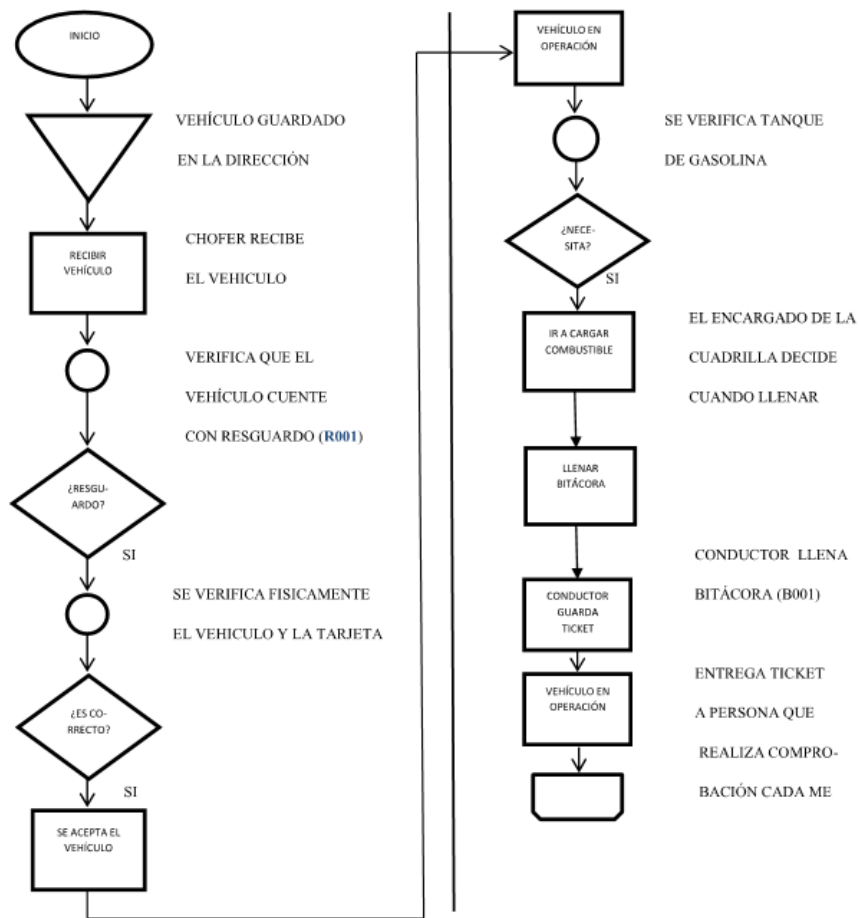 INICIO
VEHÍCULO GUARDADO
EN LA DIRECCIÓN
RECIBIR
VEHÍCULO
CHOFER RECIBE
EL VEHICULO
VERIFICA QUE EL
VEHÍCULO CUENTE
CON RESGUARDO (R001)
¿RESGU-
ARDO?
SI
SE VERIFICA FISICAMENTE
EL VEHICULO Y LA TARJETA
¿ES CO-
RRECTO?
SI
SE ACEPTA EL
VEHÍCULO
VEHÍCULO EN
OPERACIÓN
SE VERIFICA TANQUE
DE GASOLINA
¿NECE-
SITA?
SI
IR A CARGAR
COMBUSTIBLE
EL ENCARGADO DE LA
CUADRILLA DECIDE
CUANDO LLENAR
LLENAR
BITÁCORA
CONDUCTOR LLENA
BITÁCORA (B001)
CONDUCTOR
GUARDA
TICKET
VEHÍCULO EN
OPERACIÓN
ENTREGA TICKET
A PERSONA QUE
REALIZA COMPRO-
BACIÓN CADA ME